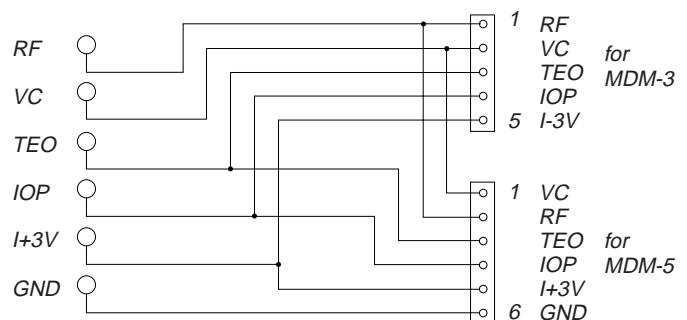 RF
VC
TEO
IOP
I+3V
GND
1 RF
VC
TEO
IOP
5 I-3V
for
MDM-3
1 VC
RF
TEO
IOP
I+3V
6 GND
for
MDM-5